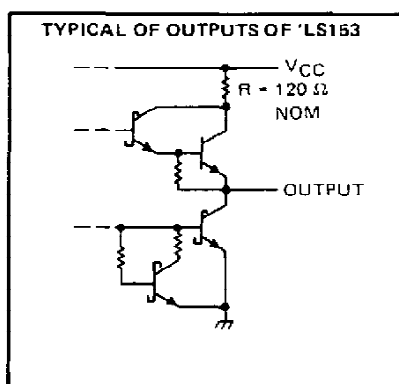 TYPICAL OF OUTPUTS OF 'LS153
VCC
R = 120 Ω
NOM
OUTPUT